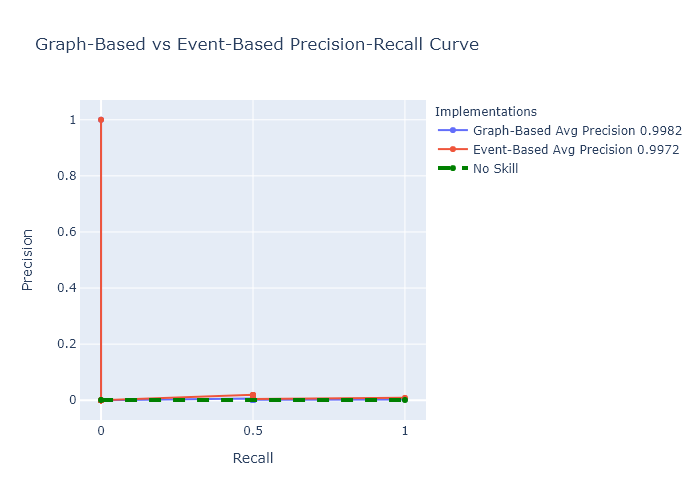 Graph-Based vs Event-Based Precision-Recall Curve
Implementations
Graph-Based Avg Precision 0.9982
Event-Based Avg Precision 0.9972
No Skill
1
0.8
0.6
0.4
0.2
0
Precision
0 0.5 1
Recall